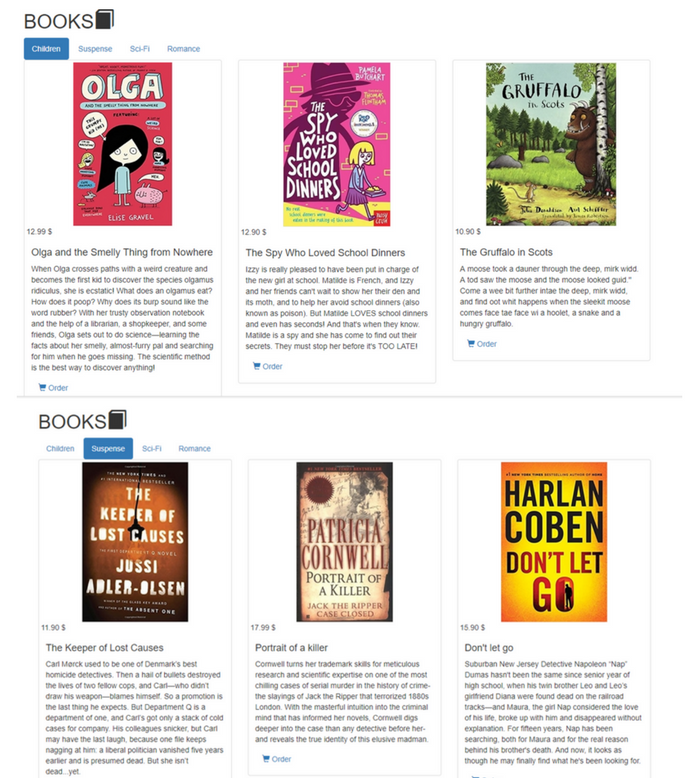 BOOKS
Children Suspense Sci-Fi Romance
OLGA
AND THE SMELLY THING FROM NOWHERE
ELISE GRAVEL
12.99 $
Olga and the Smelly Thing from Nowhere
When Olga crosses paths with a weird creature and
becomes the first kid to discover the species olgamus
ridiculus, she is ecstatic! What does an olgamus eat?
How does it poop? Why does its burp sound like the
word rubber? With her trusty observation notebook
and the help of a librarian, a shopkeeper, and some
friends, Olga sets out to do science—learning the
facts about her smelly, almost-furry pal and searching
for him when he goes missing. The scientific method
is the best way to discover anything!
Order
PAMELA
BUTCHART
THE
SPY
WHO
LOVED
SCHOOL
DINNERS
12.90 $
The Spy Who Loved School Dinners
Izzy is really pleased to have been put in charge of
the new girl at school. Matilde is French, and Izzy
and her friends can't wait to show her their den and
its moth, and to help her avoid school dinners (also
known as poison). But Matilde LOVES school dinners
and even has seconds! And that's when they know.
Matilde is a spy and she has come to find out their
secrets. They must stop her before it's TOO LATE!
Order
THE
GRUFFALO
in Scots
Julia Donaldson Axel Scheffler
10.90 $
The Gruffalo in Scots
A moose took a dauner through the deep, mirk widd.
A tod saw the moose and the moose looked guid."
Come a wee bit further intae the deep, mirk widd,
and find oot whit happens when the sleekit moose
comes face tae face wi a hoolet, a snake and a
hungry gruffalo.
Order
BOOKS
Children Suspense Sci-Fi Romance
THE
KEEPER OF
LOST CAUSES
JUSSI
ADLER-OLSEN
THE ABSENT ONE
11.90 $
The Keeper of Lost Causes
Carl Mørck used to be one of Denmark's best
homicide detectives. Then a hail of bullets destroyed
the lives of two fellow cops, and Carl—who didn't
draw his weapon—blames himself. So a promotion is
the last thing he expects. But Department Q is a
department of one, and Carl's got only a stack of cold
cases for company. His colleagues snicker, but Carl
may have the last laugh, because one file keeps
nagging at him: a liberal politician vanished five years
earlier and is presumed dead. But she isn't
dead...yet.
PATRICIA
CORNWELL
PORTRAIT OF
A KILLER
JACK THE RIPPER
CASE CLOSED
17.99 $
Portrait of a killer
Cornwell turns her trademark skills for meticulous
research and scientific expertise on one of the most
chilling cases of serial murder in the history of crime-
the slayings of Jack the Ripper that terrorized 1880s
London. With the masterful intuition into the criminal
mind that has informed her novels, Cornwell digs
deeper into the case than any detective before her-
and reveals the true identity of this elusive madman.
Order
HARLAN
COBEN
DON'T LET
GO
15.90 $
Don't let go
Suburban New Jersey Detective Napoleon "Nap"
Dumas hasn't been the same since senior year of
high school, when his twin brother Leo and Leo's
girlfriend Diana were found dead on the railroad
tracks—and Maura, the girl Nap considered the love
of his life, broke up with him and disappeared without
explanation. For fifteen years, Nap has been
searching, both for Maura and for the real reason
behind his brother's death. And now, it looks as
though he may finally find what he's been looking for.